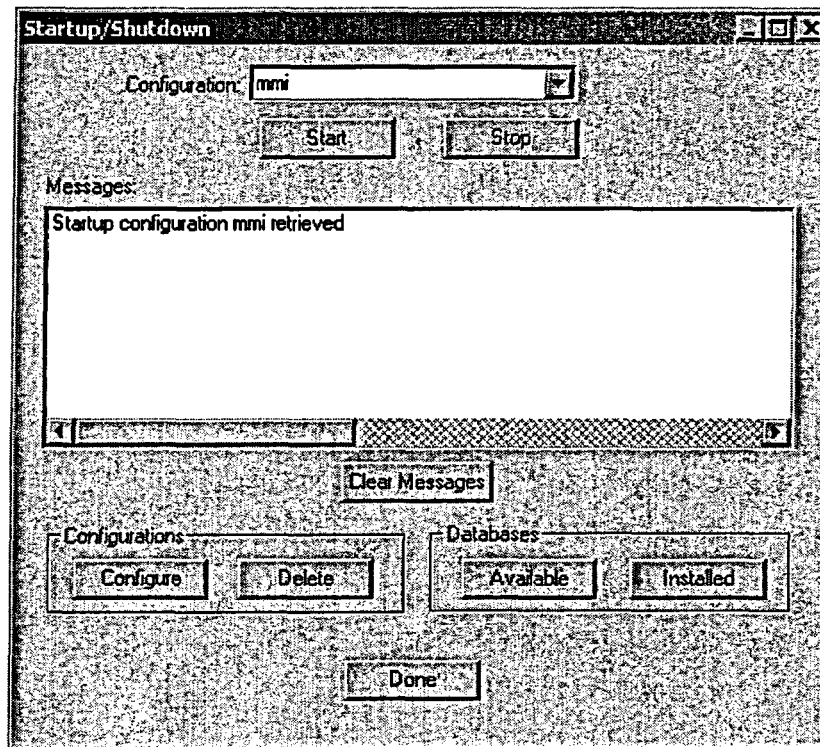 Startup/Shutdown
Configuration: mmi
Start Stop
Messages:
Startup configuration mmi retrieved
Clear Messages
Configurations Databases
Configure Delete Available Installed
Done